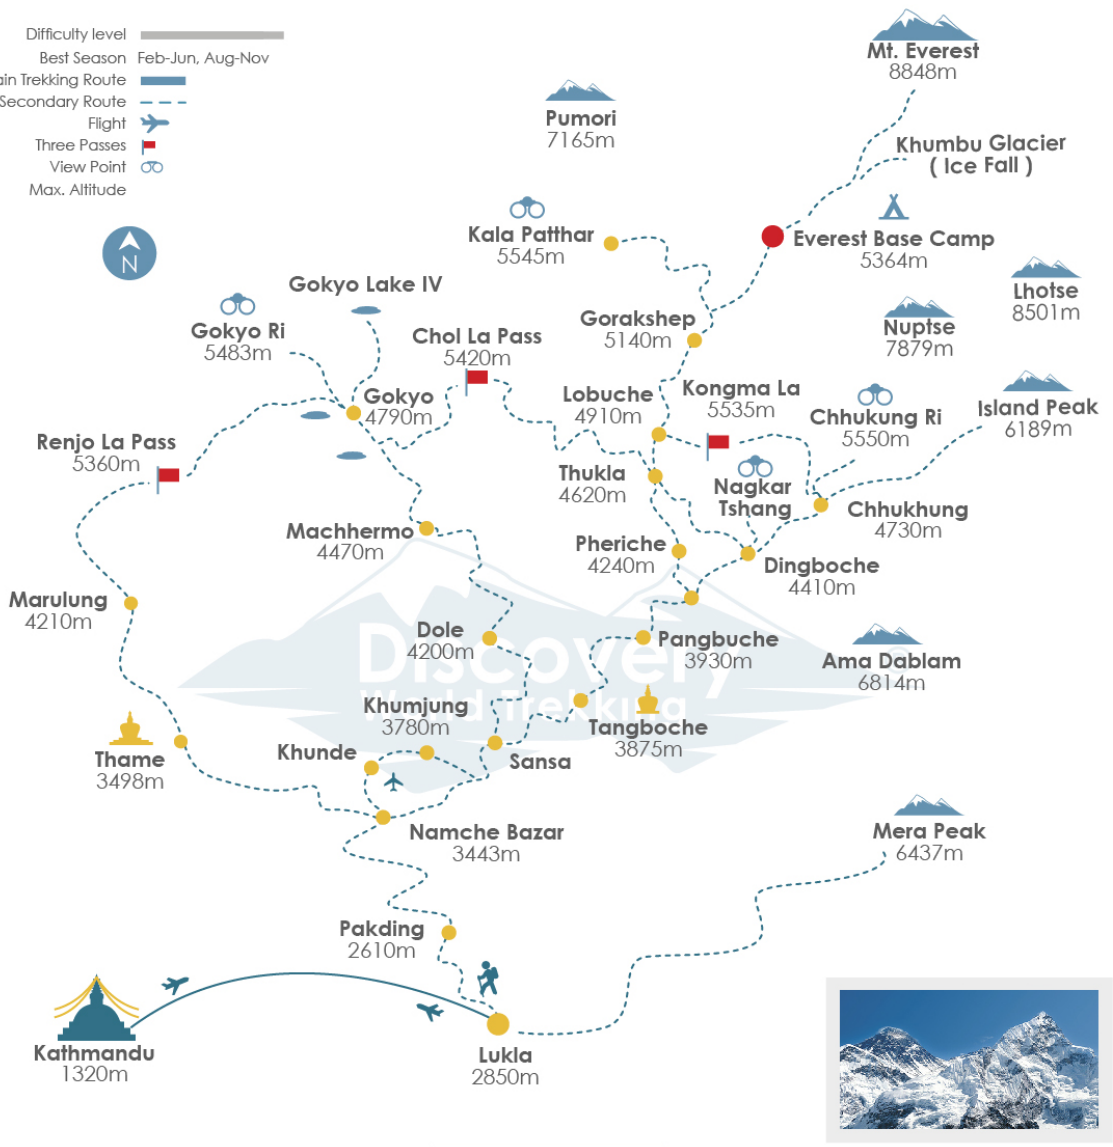 Difficulty level
Best Season Feb-Jun, Aug-Nov
ain Trekking Route
Secondary Route
Flight
Three Passes
View Point
Max. Altitude
N
Mt. Everest
8848m
Pumori
7165m
Khumbu Glacier
( Ice Fall )
Kala Patthar
5545m
Everest Base Camp
5364m
Lhotse
8501m
Gokyo Lake IV
Gokyo Ri
5483m
Chol La Pass
5420m
Gorakshep
5140m
Nuptse
7879m
Gokyo
4790m
Lobuche
4910m
Kongma La
5535m
Chhukung Ri
5550m
Island Peak
6189m
Renjo La Pass
5360m
Thukla
4620m
Nagkar
Tshang
Chhukhung
4730m
Machhermo
4470m
Pheriche
4240m
Dingboche
4410m
Marulung
4210m
Dole
4200m
Pangbuche
3930m
Ama Dablam
6814m
Discovery
World Trekking
Khumjung
3780m
Tangboche
3875m
Khunde
Sansa
Thame
3498m
Namche Bazar
3443m
Mera Peak
6437m
Pakding
2610m
Kathmandu
1320m
Lukla
2850m